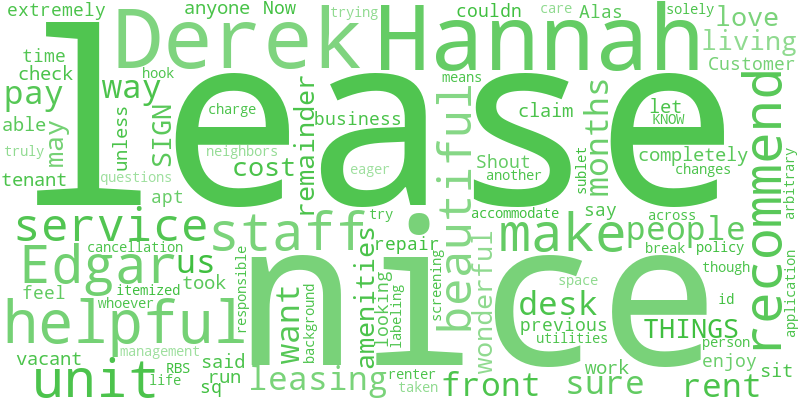 extremely
anyone
Now
trying
couldn
Alas
care
solely
Derek
Hannah
love
time
living
check
hook
way
means
Customer
pay
lease
recommend
charge
business
claim
let
able
may
unless
SIGN
remainder
beautiful
months
KNOW
truly
neighbors
cost
eager
Shout
completely
questions
another
sublet
changes
tenant
apt
arbitrary
service
staff
try
accommodate
say
across
make
people
Edgar
us
cancellation
repair
break
policy
nice
wonderful
though
feel
itemized
took
responsible
want
background
amenities
looking
labeling
screening
space
desk
id
application
whoever
helpful
previous
THINGS
utilities
person
vacant
management
said
work
enjoy
unit
RBS
run
life
sq
leasing
renter
taken
front
sure
rent
sit